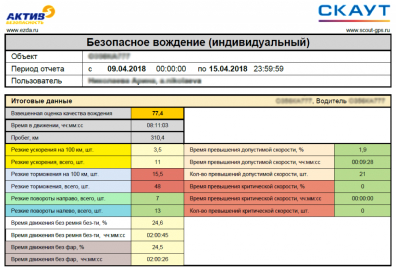 АКТИВ
БЕЗОПАСНОСТЬ
СКАУТ
www.ezda.ru
www.scout-gps.ru
Безопасное вождение (индивидуальный)
Объект
Период отчета с 09.04.2018 00:00:00 по 15.04.2018 23:59:59
Пользователь
Итоговые данные , Водитель
Взвешенная оценка качества вождения 77,4
Время в движении, чч:мм:сс 08:11:03
Пробег, км 310,4
Резкие ускорения на 100 км, шт. 3,5 Время превышения допустимой скорости, % 1,9
Резкие ускорения, всего, шт. 11 Время превышения допустимой скорости, чч:мм:сс 00:09:28
Резкие торможения на 100 км, шт. 15,5 Кол-во превышений допустимой скорости, шт. 21
Резкие торможения, всего, шт. 48 Время превышения критической скорости, % 0
Резкие повороты направо, всего, шт. 7 Время превышения критической скорости, чч:мм:сс 00:00:00
Резкие повороты налево, всего, шт. 13 Кол-во превышений критической скорости, шт. 0
Время движения без ремня без-ти, % 24,6
Время движения без ремня без-ти, чч:мм:сс 02:00:45
Время движения без фар, % 24,5
Время движения без фар, чч:мм:сс 02:00:26